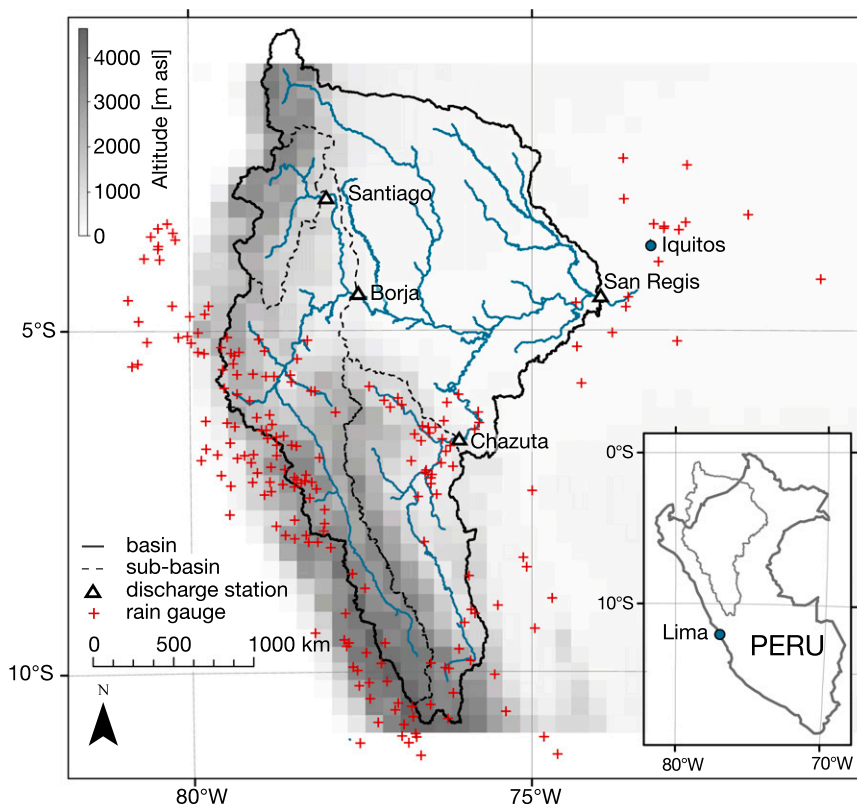 4000
3000
2000
1000
0
Altitude [m asl]
Santiago
Iquitos
San Regis
Borja
5°S
Chazuta
0°S
basin
sub-basin
discharge station
rain gauge
10°S
Lima
PERU
0 500 1000 km
10°S
N
80°W 70°W
80°W 75°W